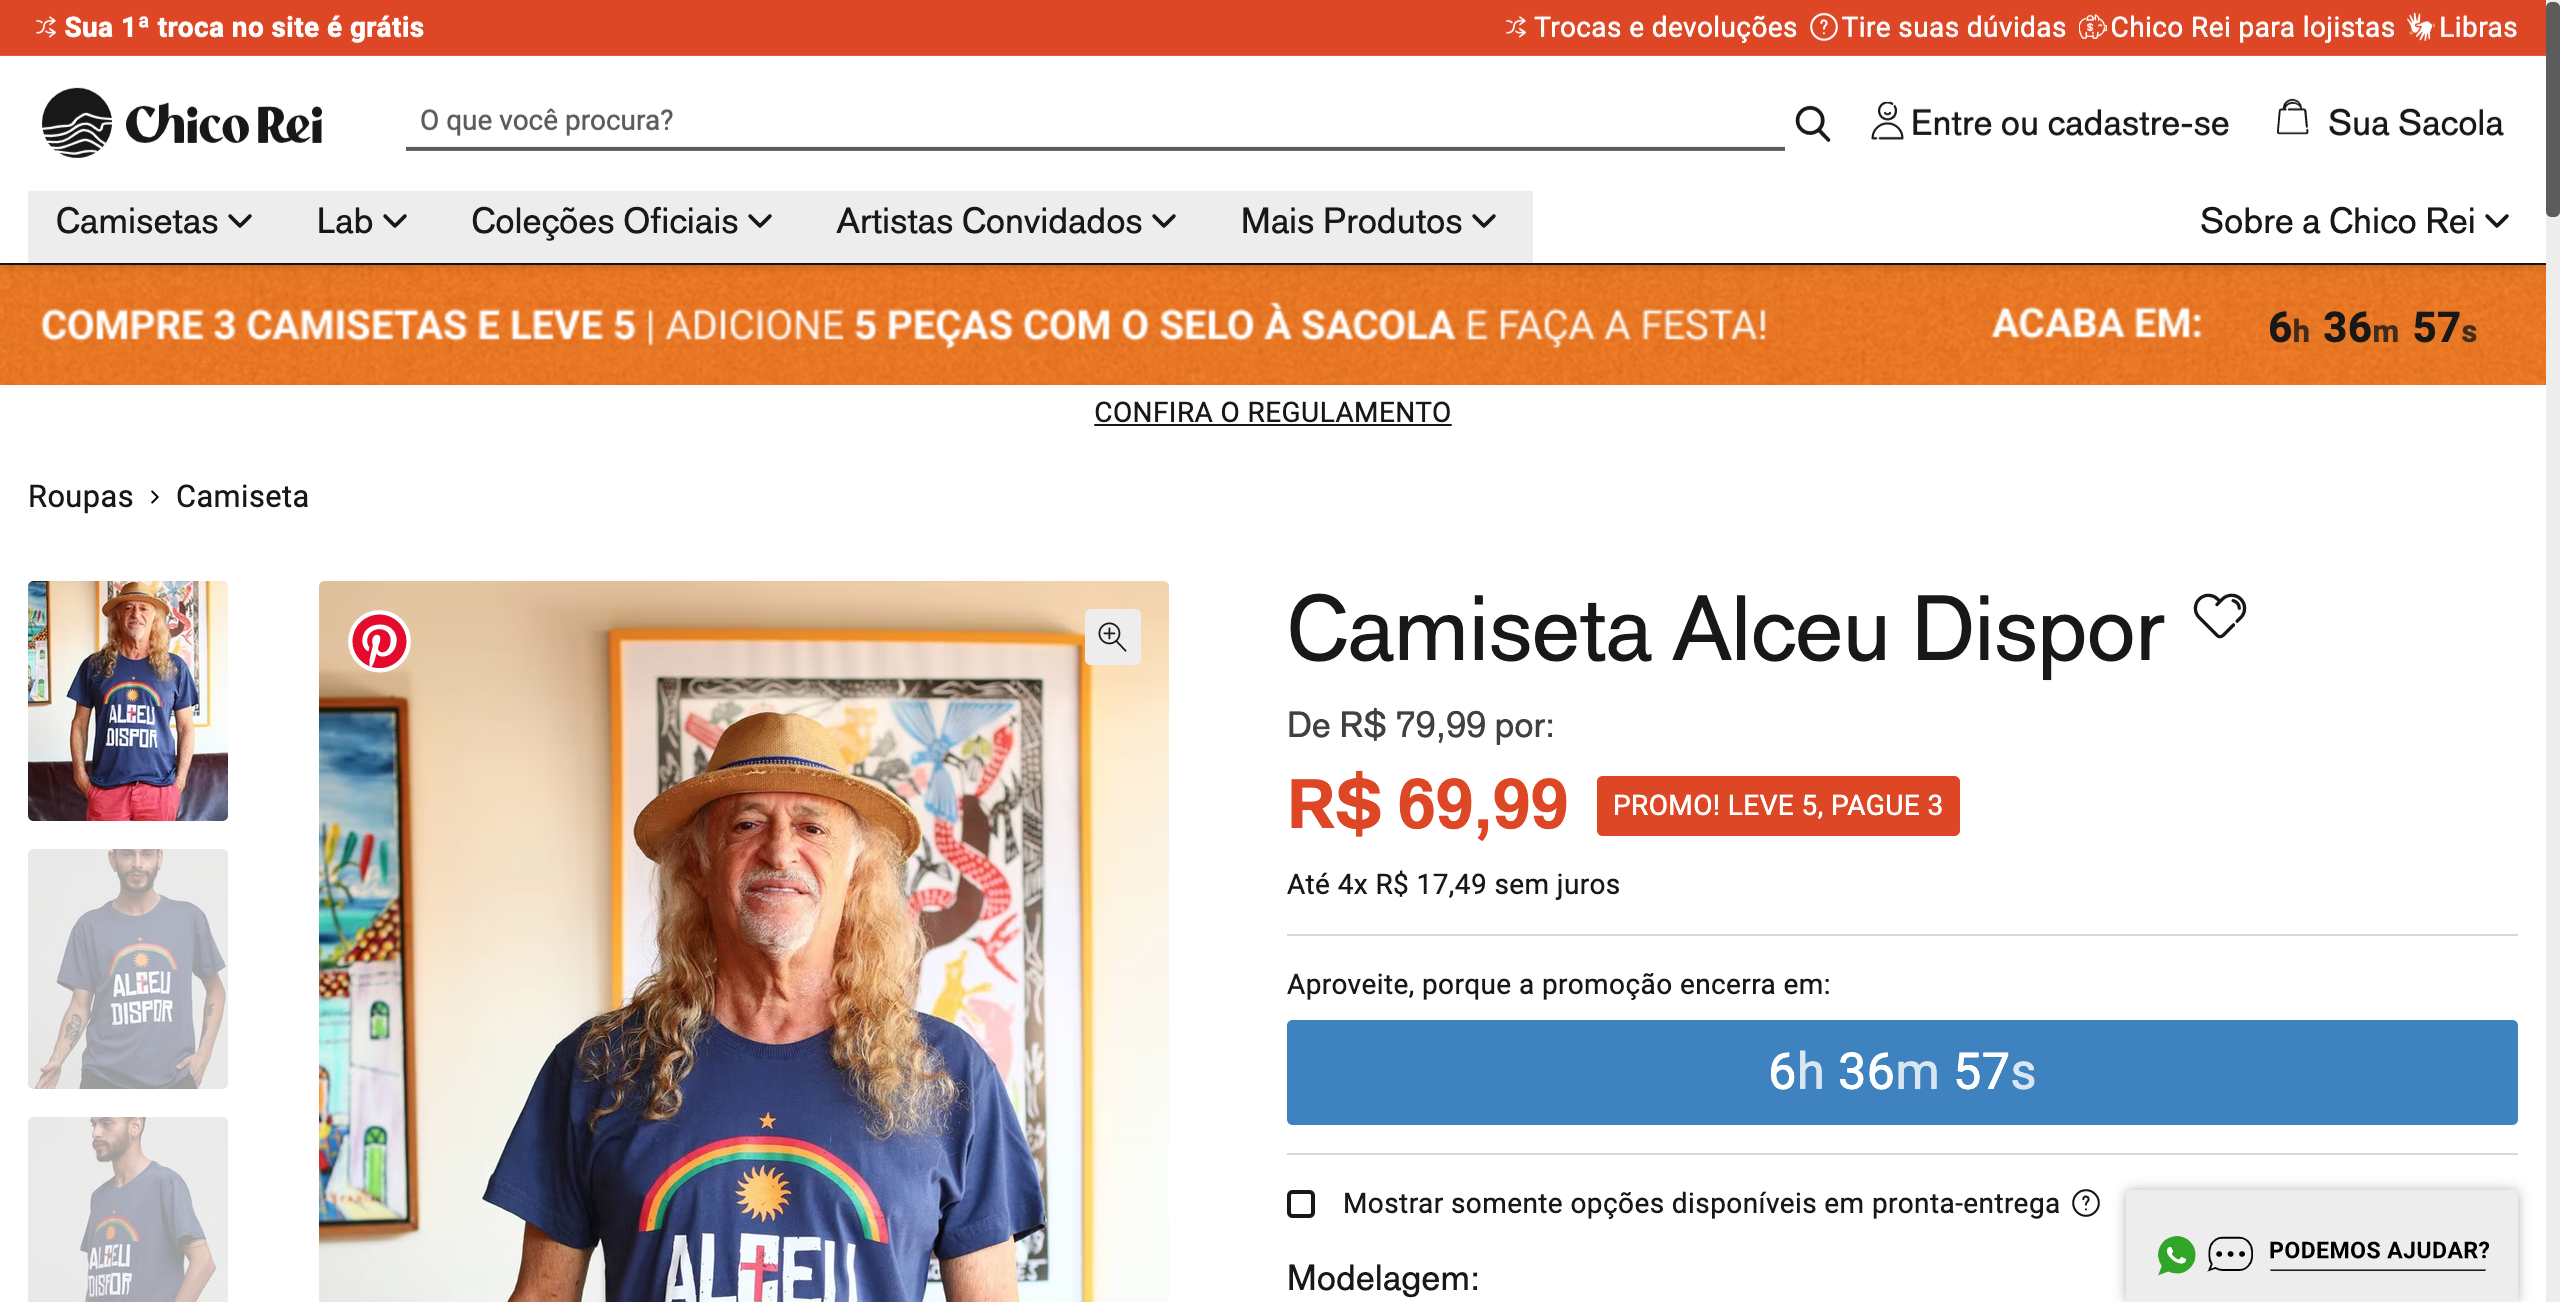 Sua 1ª troca no site é grátis
Trocas e devoluções Tire suas dúvidas Chico Rei para lojistas Libras
Chico Rei
O que você procura?
Entre ou cadastre-se
Sua Sacola
Camisetas Lab Coleções Oficiais Artistas Convidados Mais Produtos
Sobre a Chico Rei
COMPRE 3 CAMISETAS E LEVE 5 | ADICIONE 5 PEÇAS COM O SELO À SACOLA E FAÇA A FESTA!
ACABA EM: 6h 36m 57s
CONFIRA O REGULAMENTO
Roupas > Camiseta
ALCEU
DISPOR
ALCEU
DISPOR
ALCEU
DISPOR
ALCEU
Camiseta Alceu Dispor
De R$ 79,99 por:
R$ 69,99
PROMO! LEVE 5, PAGUE 3
Até 4x R$ 17,49 sem juros
Aproveite, porque a promoção encerra em:
6h 36m 57s
Mostrar somente opções disponíveis em pronta-entrega ?
Modelagem:
PODEMOS AJUDAR?